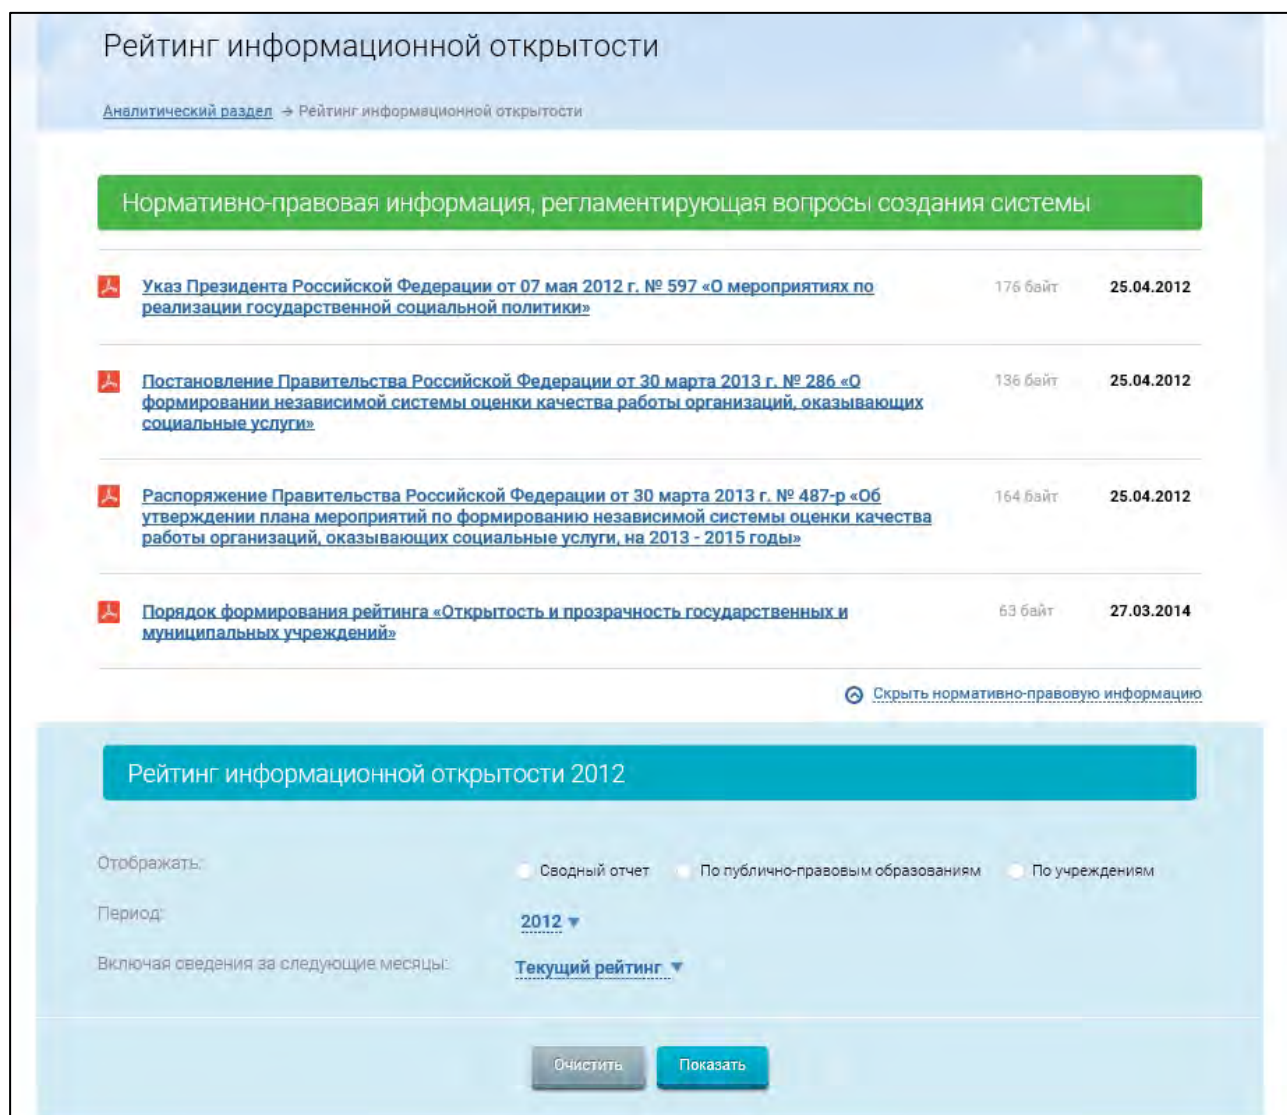 Рейтинг информационной открытости
Аналитический раздел → Рейтинг информационной открытости
Нормативно-правовая информация, регламентирующая вопросы создания системы
Указ Президента Российской Федерации от 07 мая 2012 г. № 597 «О мероприятиях по 176 байт 25.04.2012
реализации государственной социальной политики»
Постановление Правительства Российской Федерации от 30 марта 2013 г. № 286 «О 136 байт 25.04.2012
формировании независимой системы оценки качества работы организаций, оказывающих
социальные услуги»
Распоряжение Правительства Российской Федерации от 30 марта 2013 г. № 487-р «Об 164 байт 25.04.2012
утверждении плана мероприятий по формированию независимой системы оценки качества
работы организаций, оказывающих социальные услуги, на 2013 - 2015 годы»
Порядок формирования рейтинга «Открытость и прозрачность государственных и 63 байт 27.03.2014
муниципальных учреждений»
Скрыть нормативно-правовую информацию
Рейтинг информационной открытости 2012
Отображать: Сводный отчет По публично-правовым образованиям По учреждениям
Период: 2012
Включая сведения за следующие месяцы: Текущий рейтинг
Очистить Показать